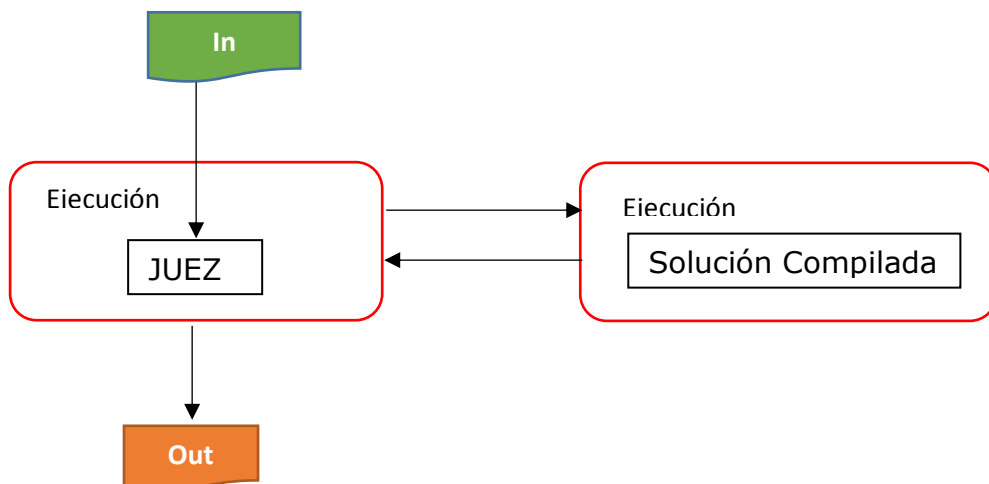 In
Ejecución
JUEZ
Ejecución
Solución Compilada
Out